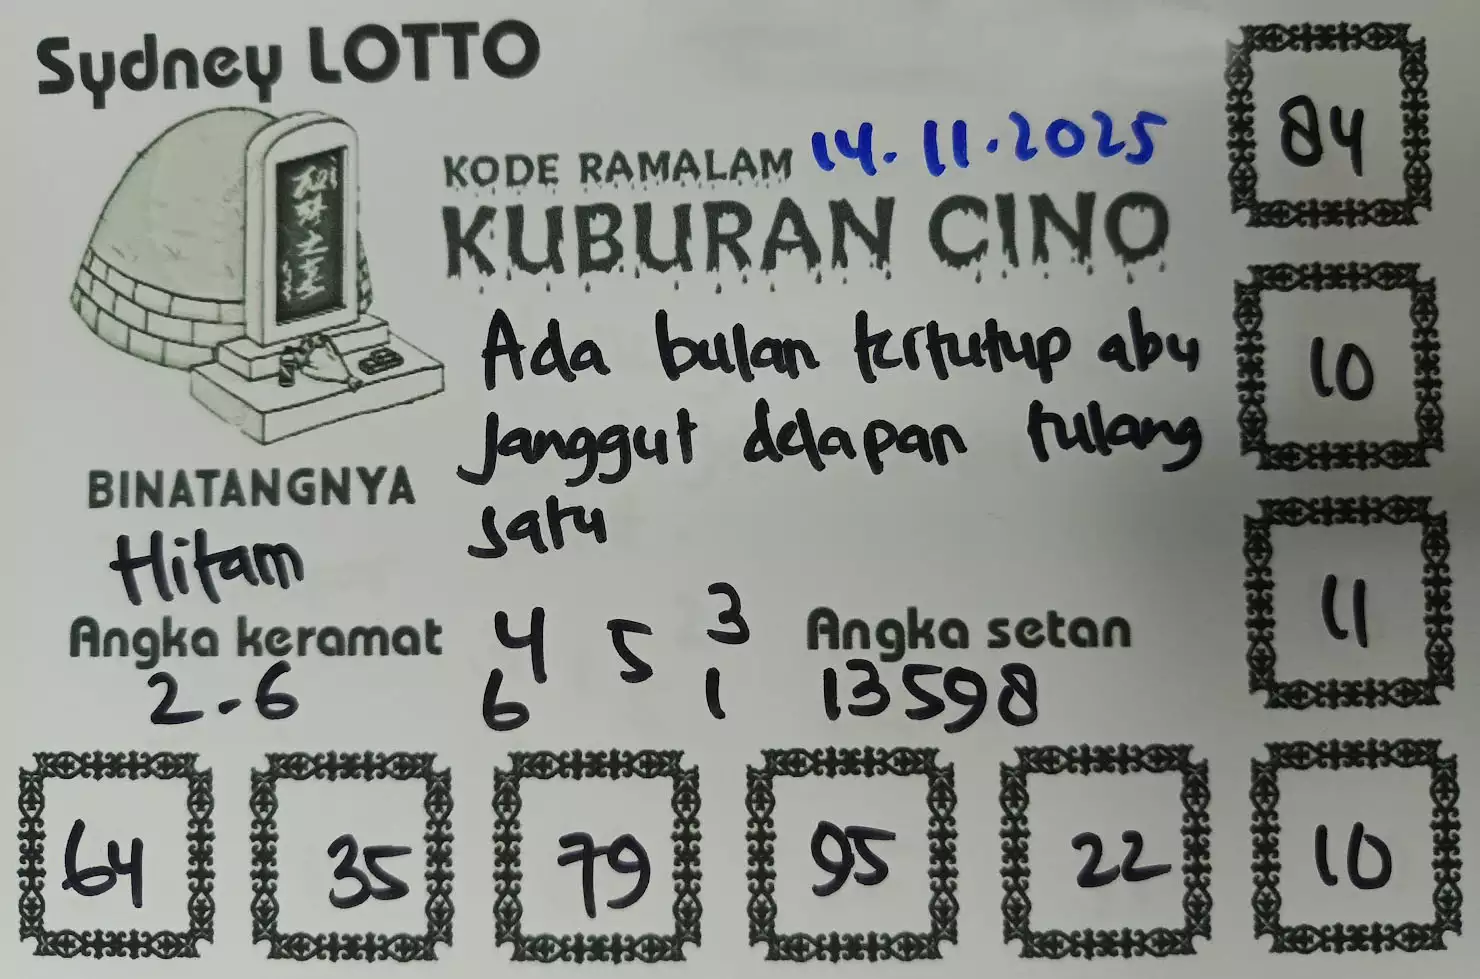 Sydney LOTTO
KODE RAMALAM 14.11.2025
KUBURAN CINO
84
Ada bulan tertutup abu
10
Janggut delapan tulang
satu
BINATANGNYA
Hitam
11
Angka keramat
2-6
4 5 3
6 1
Angka setan
13598
64 35 79 95 22 10